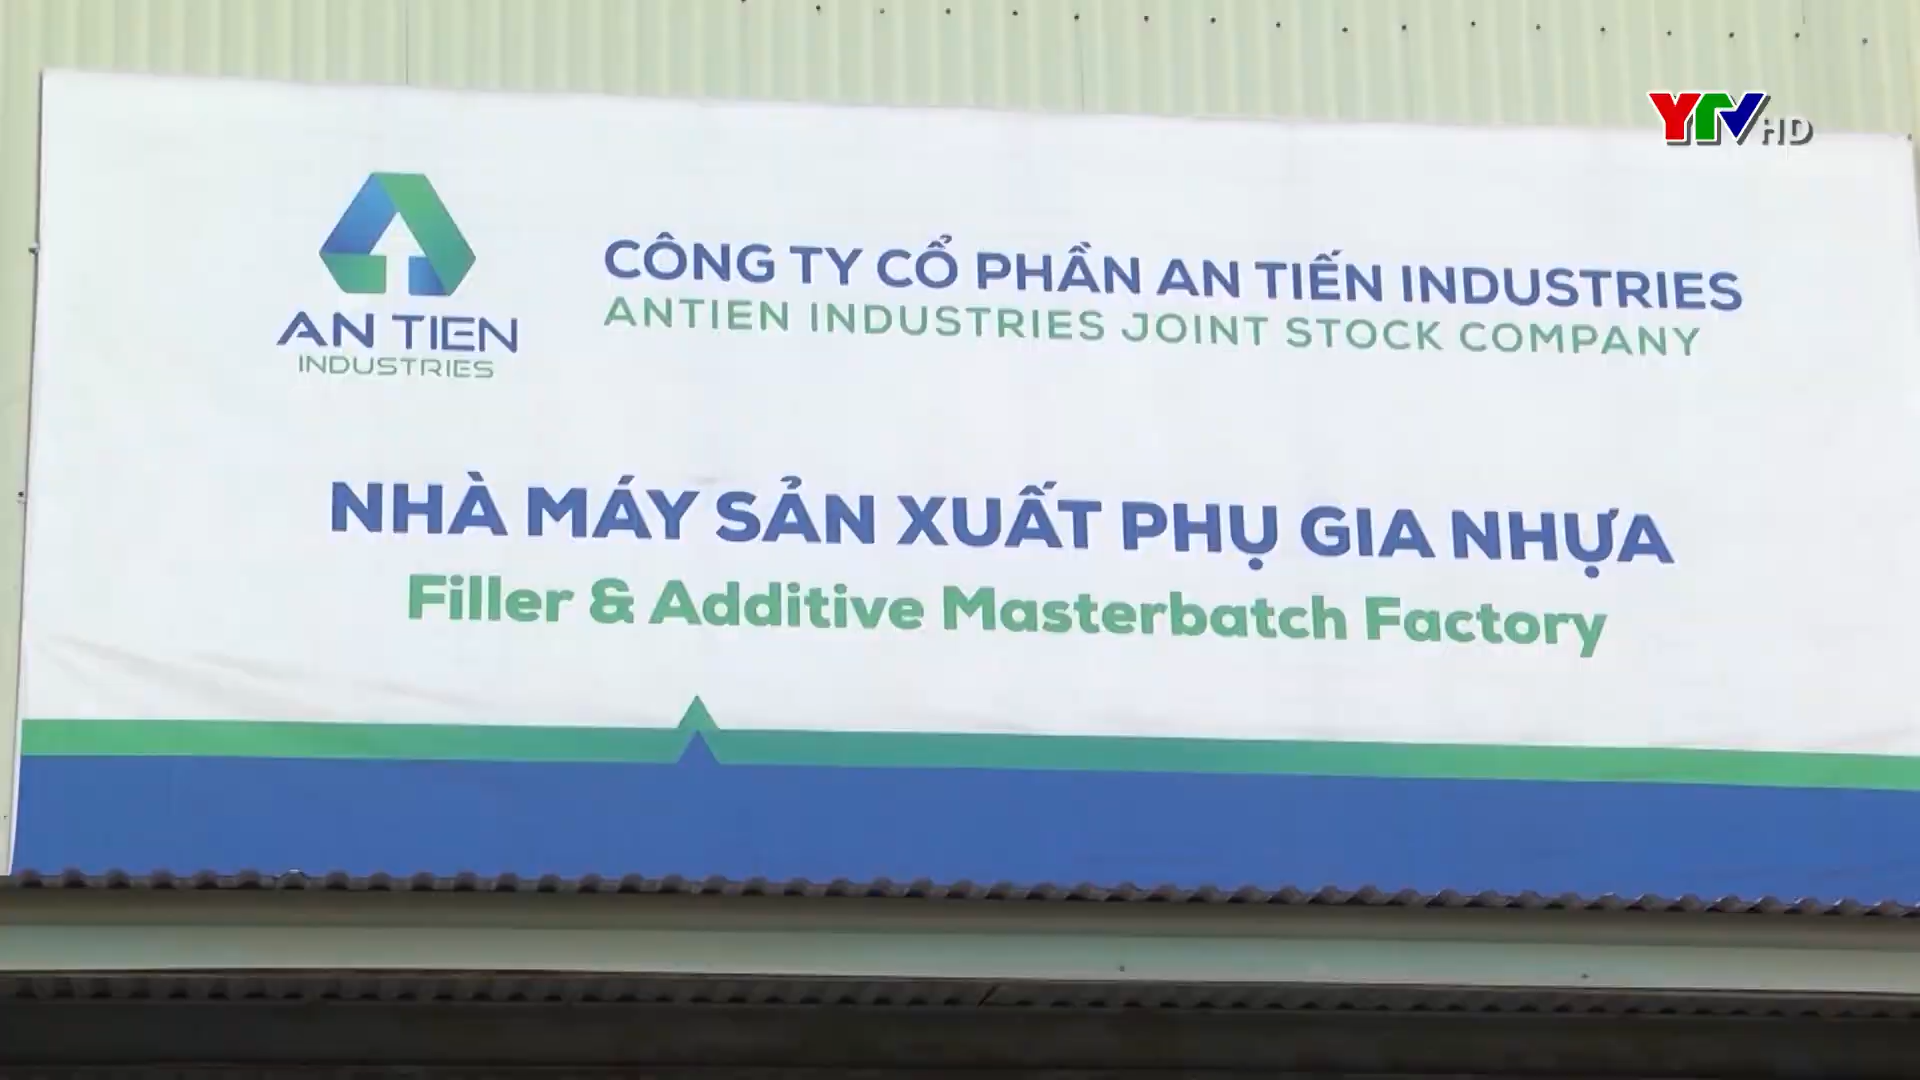 YTV HD
AN TIEN
INDUSTRIES
CÔNG TY CỔ PHẦN AN TIẾN INDUSTRIES
ANTIEN INDUSTRIES JOINT STOCK COMPANY
NHÀ MÁY SẢN XUẤT PHỤ GIA NHỰA
Filler & Additive Masterbatch Factory